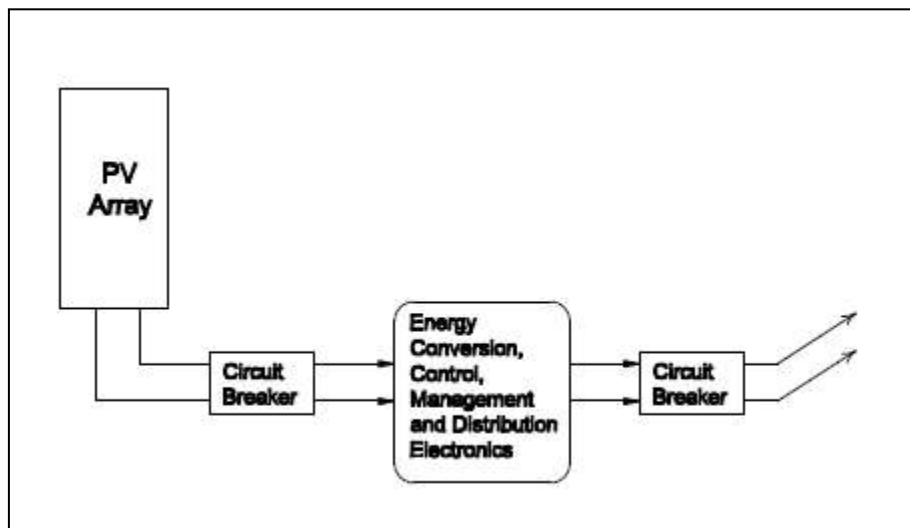 PV
Array
Circuit
Breaker
Energy
Conversion,
Control,
Management
and Distribution
Electronics
Circuit
Breaker